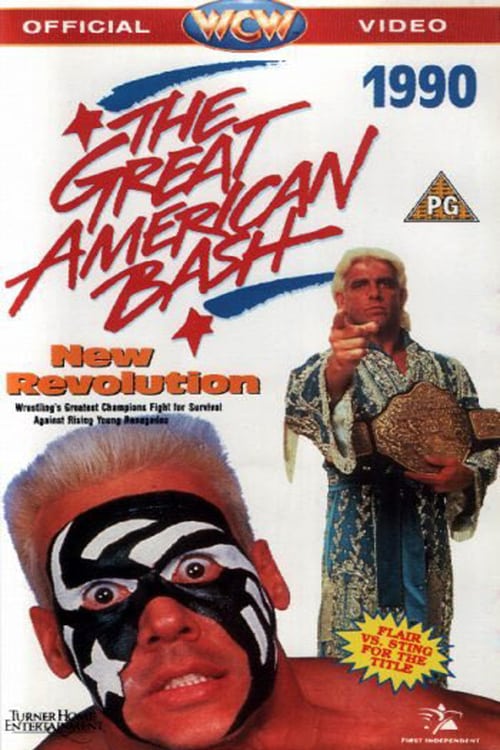 OFFICIAL WCW VIDEO
1990
THE
GREAT
AMERICAN
BASH
PG
New
Revolution
Wrestling's Greatest Champions Fight for Survival
Against Rising Young Renegades
FLAIR
VS. STING
FOR THE
TITLE
TURNER HOME
ENTERTAINMENT
FIRST INDEPENDENT